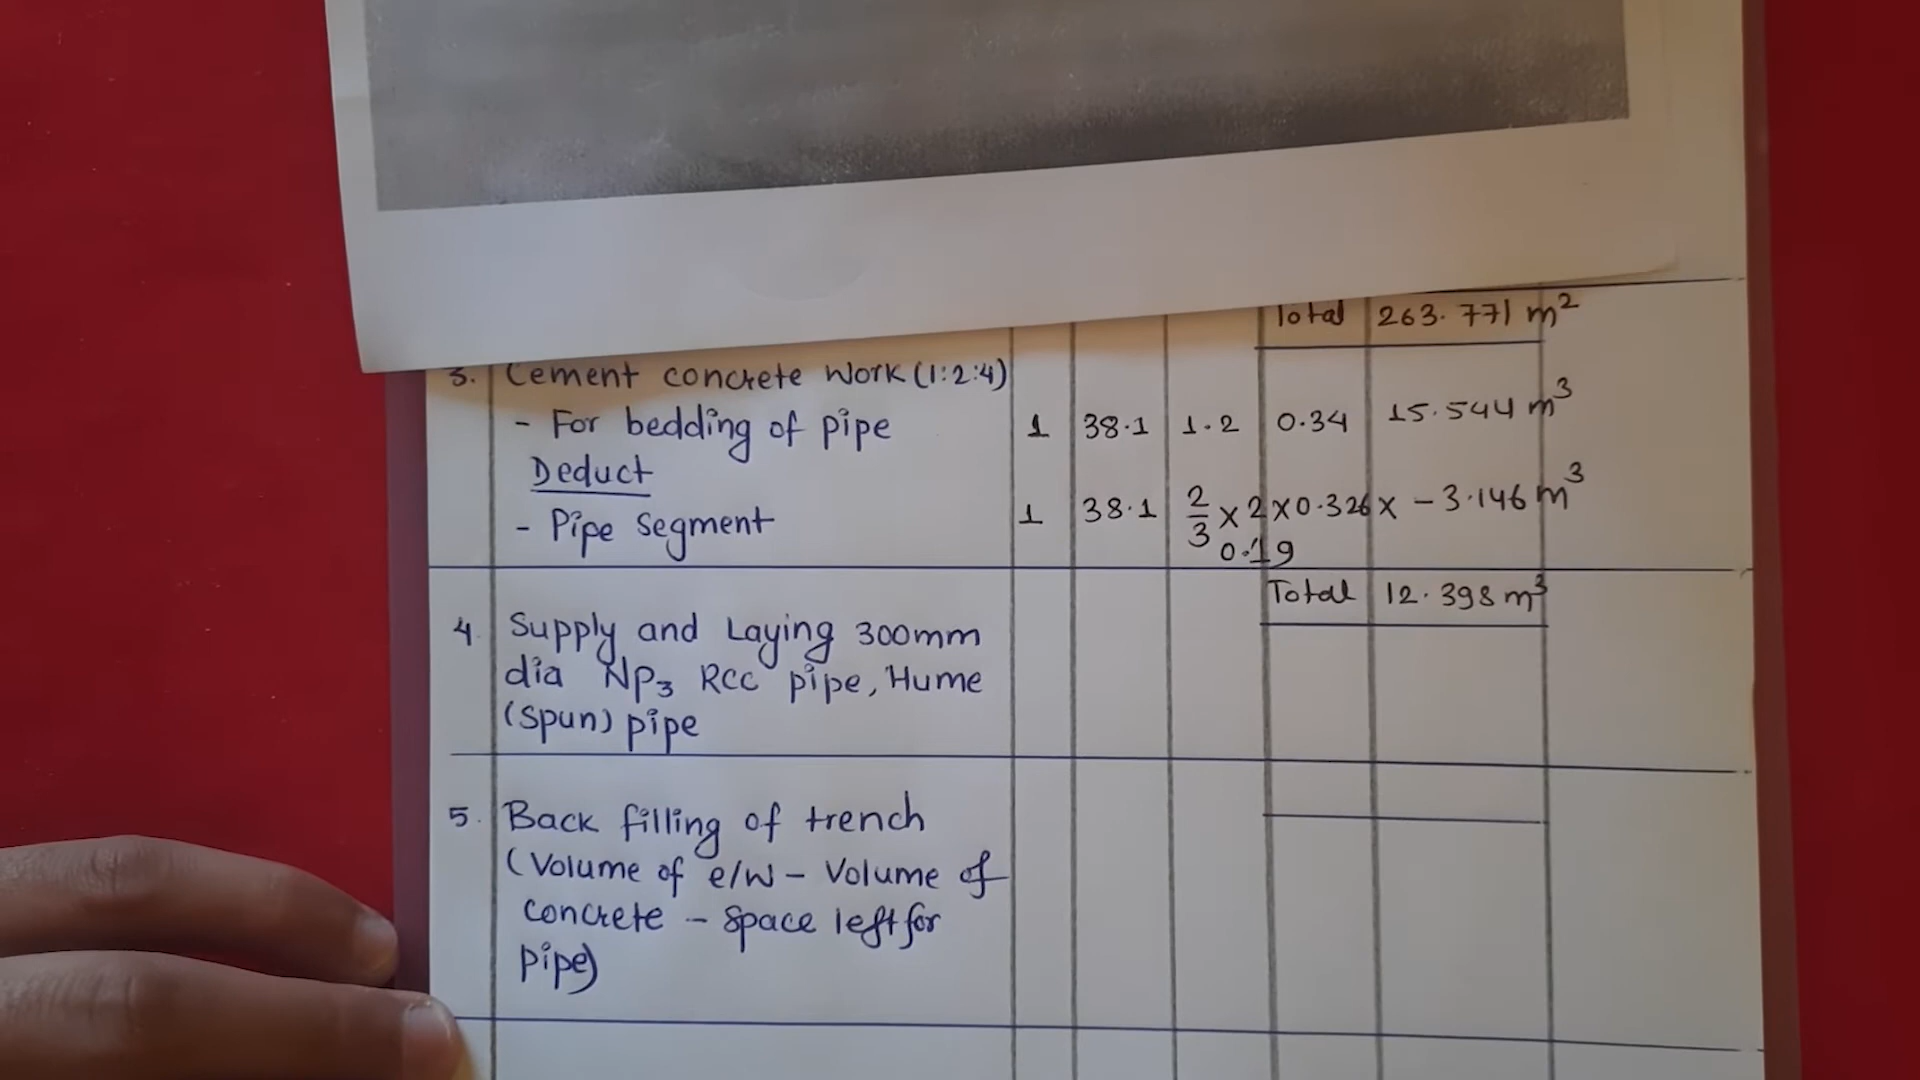 Total 263.771 m²
3. Cement concrete work (1:2:4)
- For bedding of pipe 1 38.1 1.2 0.34 15.544 m³
Deduct
- Pipe segment 1 38.1 2/3 x 2 x 0.326 x - 3.146 m³
0.19
Total 12.398 m³
4. Supply and Laying 300mm
dia NP₃ RCC pipe, Hume
(Spun) pipe
5. Back filling of trench
(Volume of e/w - Volume of
concrete - space left for
pipe)